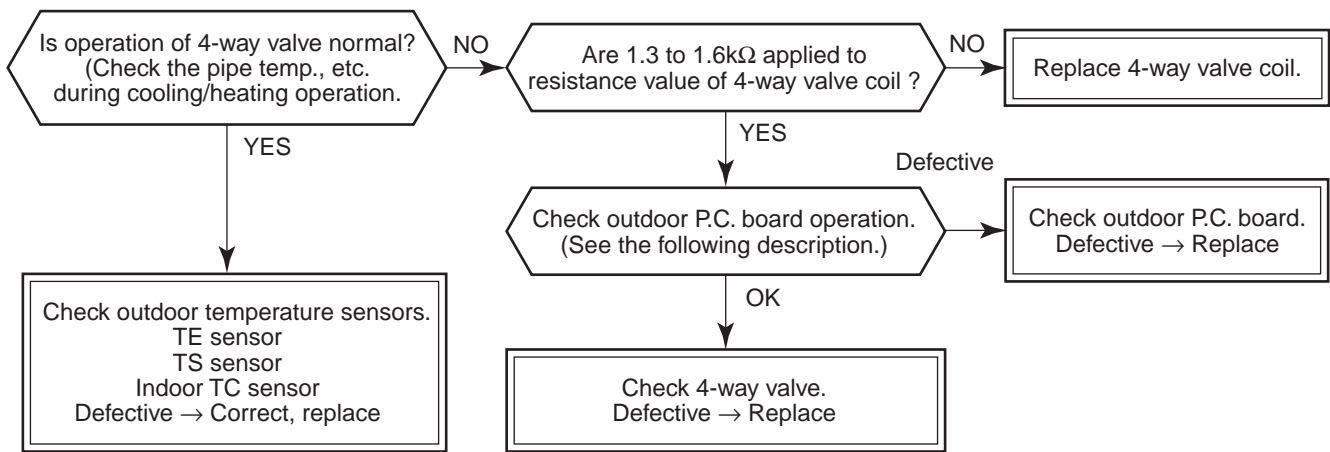 Is operation of 4-way valve normal?
(Check the pipe temp., etc.
during cooling/heating operation.
NO
Are 1.3 to 1.6kΩ applied to
resistance value of 4-way valve coil ?
NO
Replace 4-way valve coil.
YES
YES
Defective
Check outdoor P.C. board operation.
(See the following description.)
Check outdoor P.C. board.
Defective → Replace
OK
Check outdoor temperature sensors.
TE sensor
TS sensor
Indoor TC sensor
Defective → Correct, replace
Check 4-way valve.
Defective → Replace